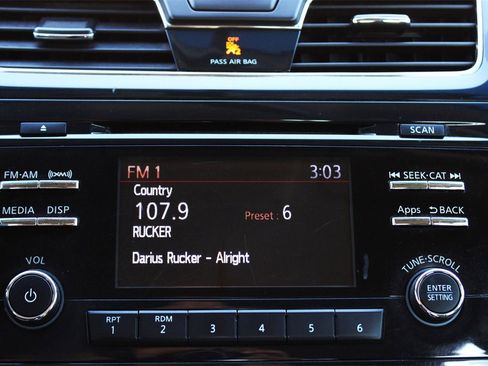 OFF
PASS AIR BAG
SCAN
FM·AM
((XM))
SEEK·CAT
MEDIA
DISP
Apps
BACK
FM 1
3:03
Country
107.9
Preset : 6
RUCKER
Darius Rucker - Alright
VOL
TUNE·SCROLL
ENTER
SETTING
RPT
1
RDM
2
3
4
5
6